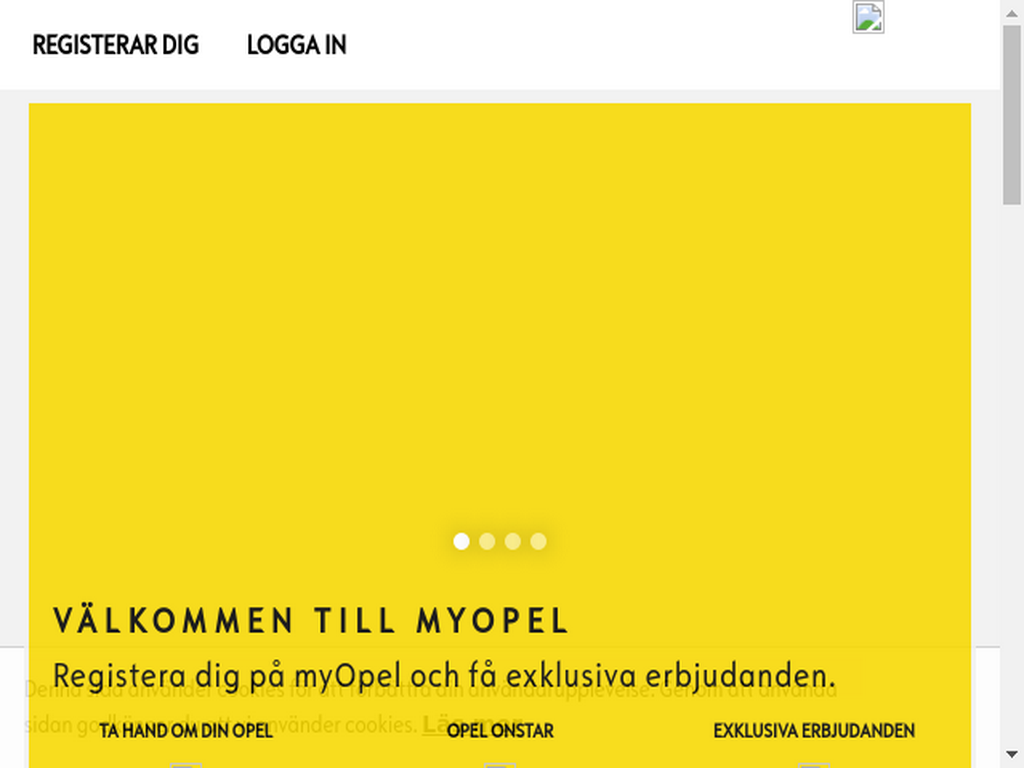 REGISTERAR DIG LOGGA IN
VÄLKOMMEN TILL MYOPEL
Registera dig på myOpel och få exklusiva erbjudanden.
Denna sida använder cookies för att förbättra din användarupplevelse. Genom att använda
sidan godkänner du att vi använder cookies. Läs mer
TA HAND OM DIN OPEL OPEL ONSTAR EXKLUSIVA ERBJUDANDEN